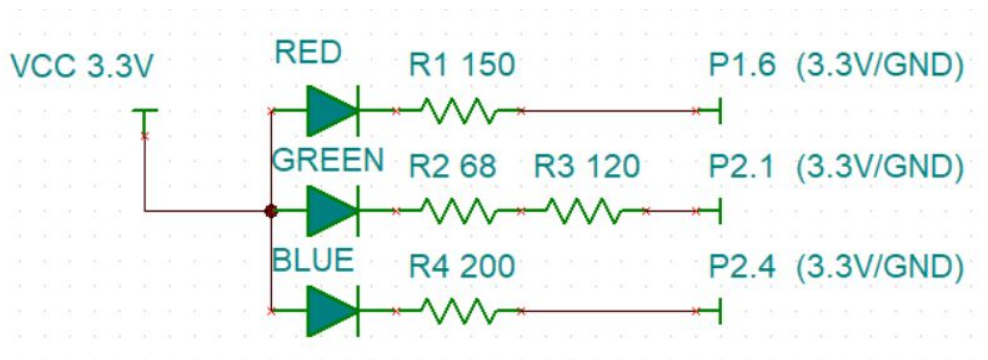 VCC 3.3V
RED
R1 150
P1.6 (3.3V/GND)
GREEN
R2 68
R3 120
P2.1 (3.3V/GND)
BLUE
R4 200
P2.4 (3.3V/GND)